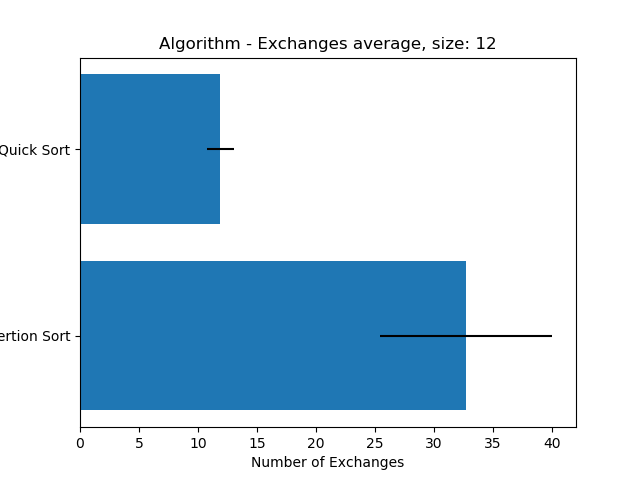 Algorithm - Exchanges average, size: 12
Quick Sort
ertion Sort
0 5 10 15 20 25 30 35 40
Number of Exchanges